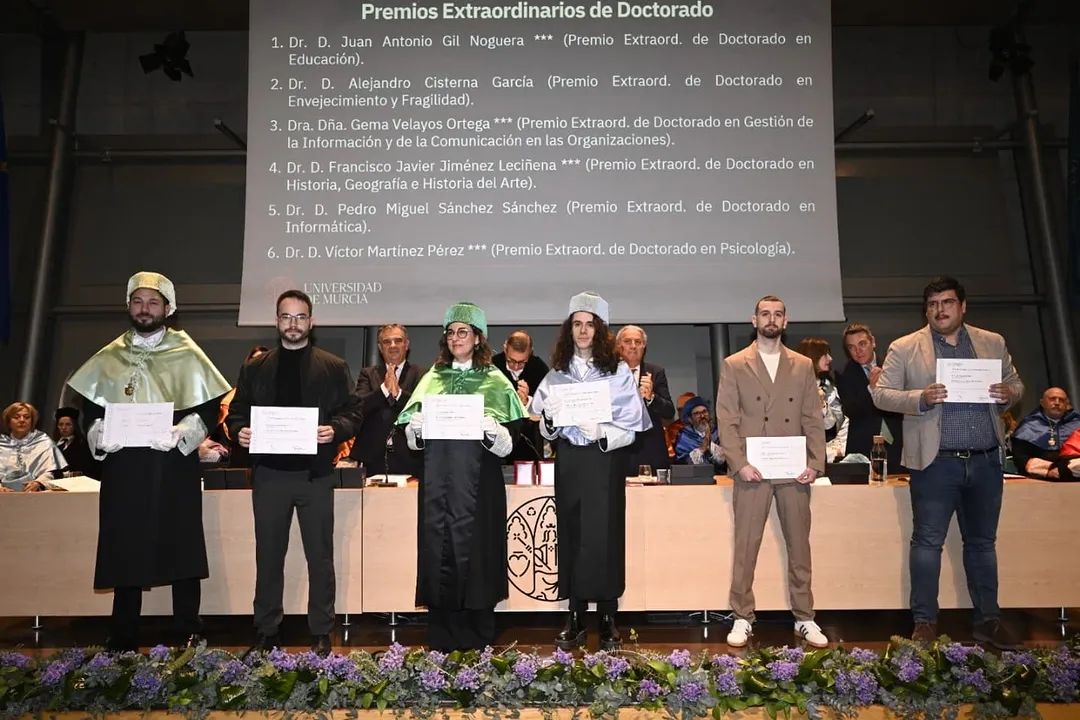 Premios Extraordinarios de Doctorado
1. Dr. D. Juan Antonio Gil Noguera *** (Premio Extraord. de Doctorado en
Educación).
2. Dr. D. Alejandro Cisterna García (Premio Extraord. de Doctorado en
Envejecimiento y Fragilidad).
3. Dra. Dña. Gema Velayos Ortega *** (Premio Extraord. de Doctorado en Gestión de
la Información y de la Comunicación en las Organizaciones).
4. Dr. D. Francisco Javier Jiménez Leciñena *** (Premio Extraord. de Doctorado en
Historia, Geografía e Historia del Arte).
5. Dr. D. Pedro Miguel Sánchez Sánchez (Premio Extraord. de Doctorado en
Informática).
6. Dr. D. Víctor Martínez Pérez *** (Premio Extraord. de Doctorado en Psicología).
UNIVERSIDAD
DE MURCIA